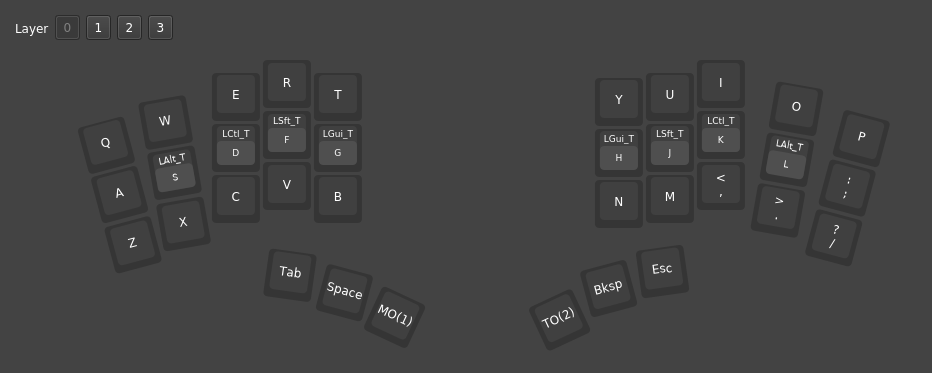 Layer 0 1 2 3
Q W E R T
A LAlt_T S LCtl_T D LSft_T F LGui_T G
Z X C V B
Tab Space MO(1)
Y U I O P
LGui_T H LSft_T J LCtl_T K LAlt_T L : ;
N M < , > . ? /
TO(2) Bksp Esc